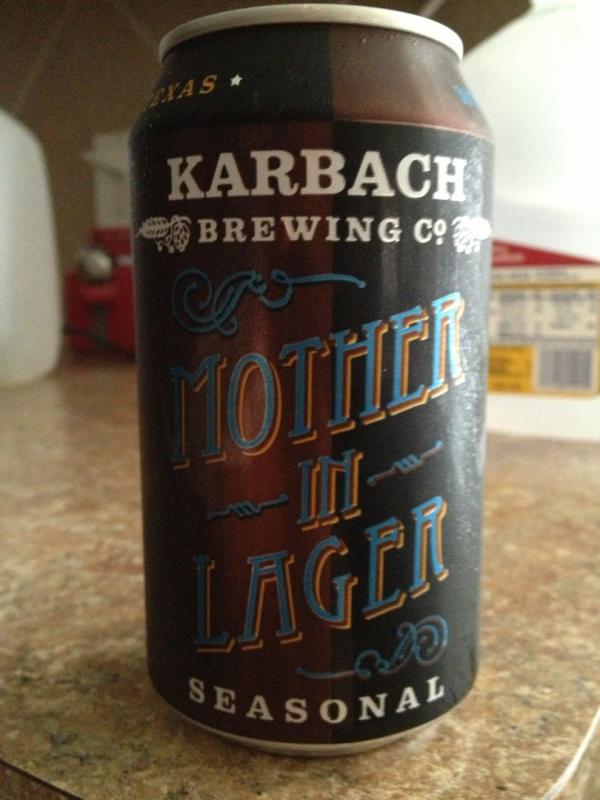 TEXAS
KARBACH
BREWING Cº
MOTHER
IN
LAGER
SEASONAL